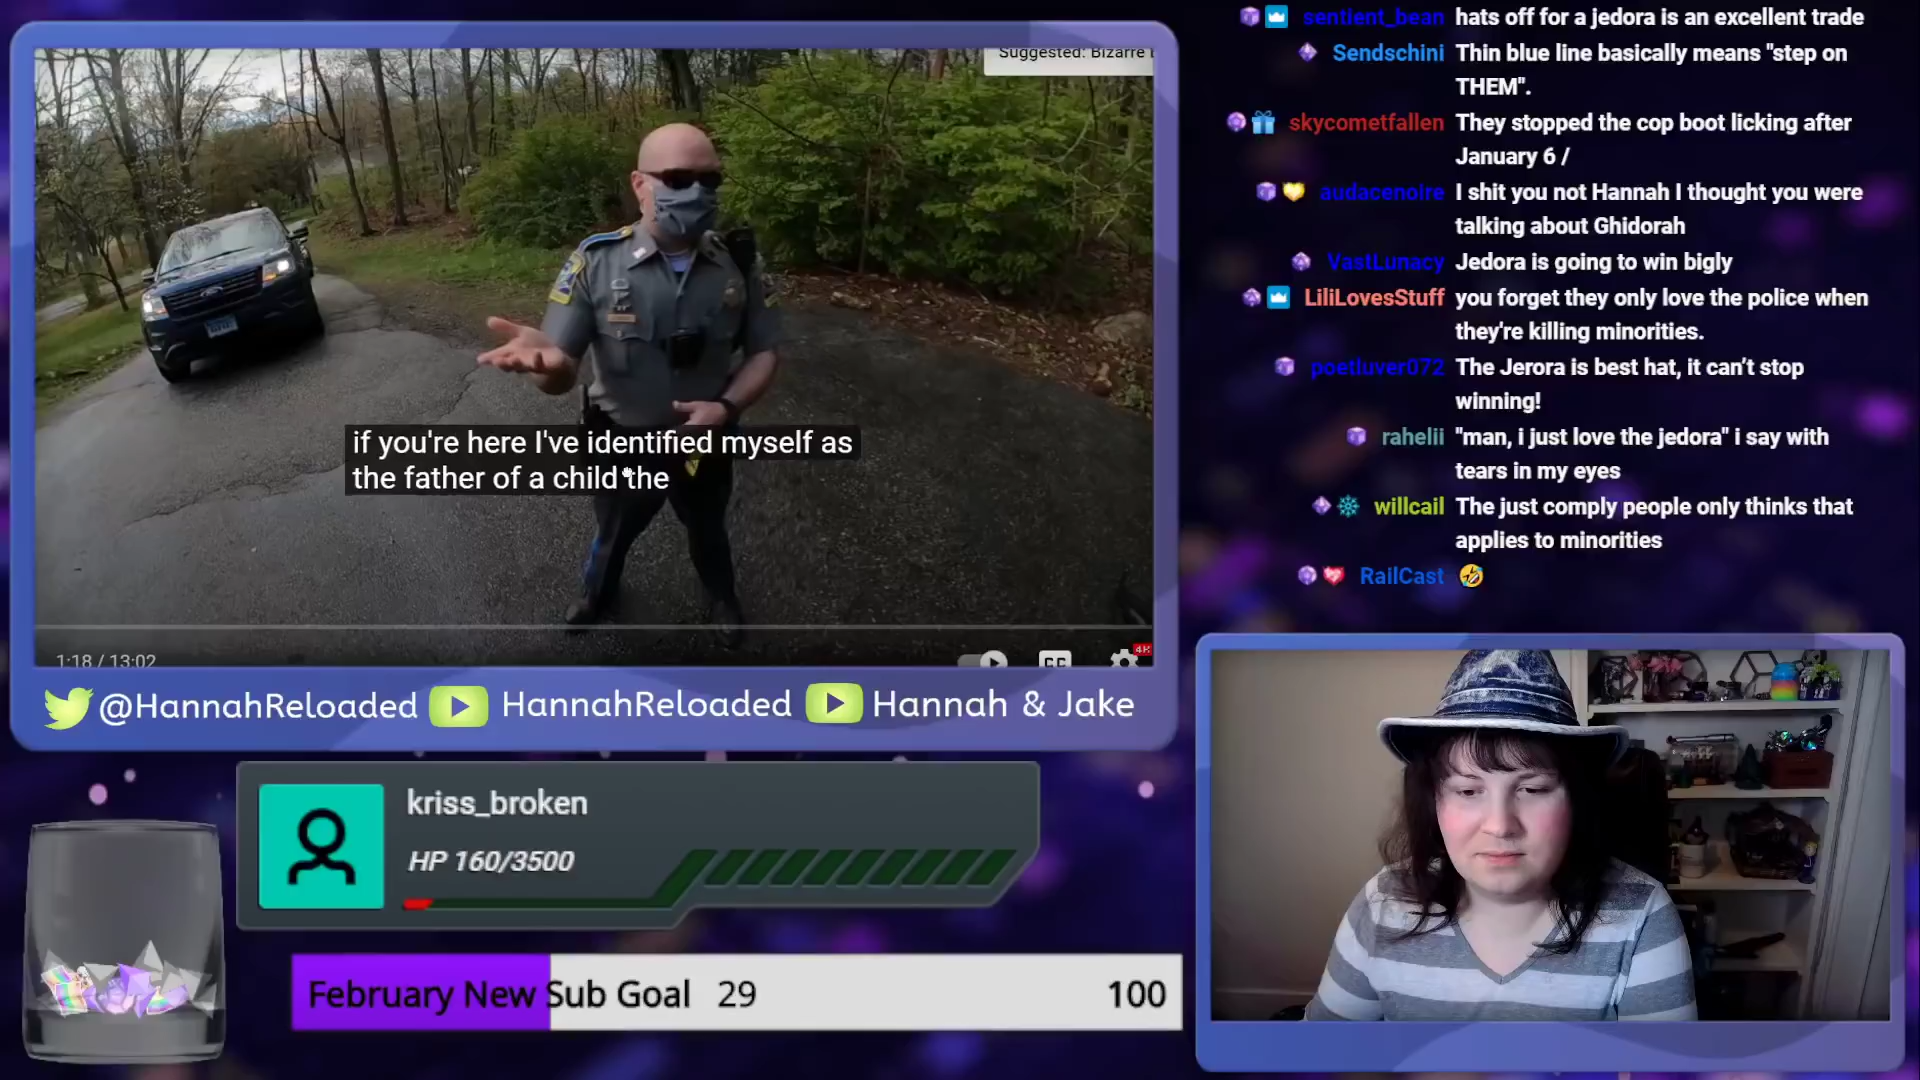 Suggested: Bizarre
if you're here I've identified myself as
the father of a child the
1:18 / 13:02
4K
@HannahReloaded HannahReloaded Hannah & Jake
kriss_broken
HP 160/3500
February New Sub Goal 29 100
sentient_bean hats off for a jedora is an excellent trade
Sendschini Thin blue line basically means "step on
THEM".
skycometfallen They stopped the cop boot licking after
January 6 /
audacenoire I shit you not Hannah I thought you were
talking about Ghidorah
VastLunacy Jedora is going to win bigly
LiliLovesStuff you forget they only love the police when
they're killing minorities.
poetluver072 The Jerora is best hat, it can’t stop
winning!
rahelii "man, i just love the jedora" i say with
tears in my eyes
willcail The just comply people only thinks that
applies to minorities
RailCast